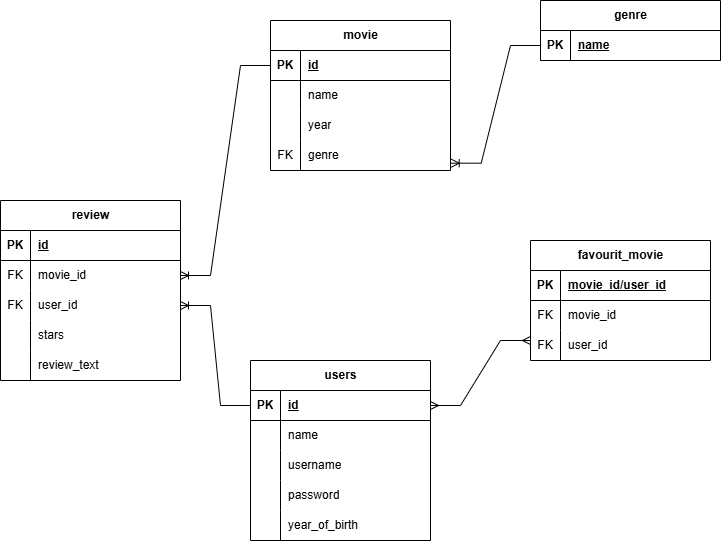 genre
PK name
movie
PK id
name
year
FK genre
review
PK id
FK movie_id
FK user_id
stars
review_text
favourit_movie
PK movie_id/user_id
FK movie_id
FK user_id
users
PK id
name
username
password
year_of_birth